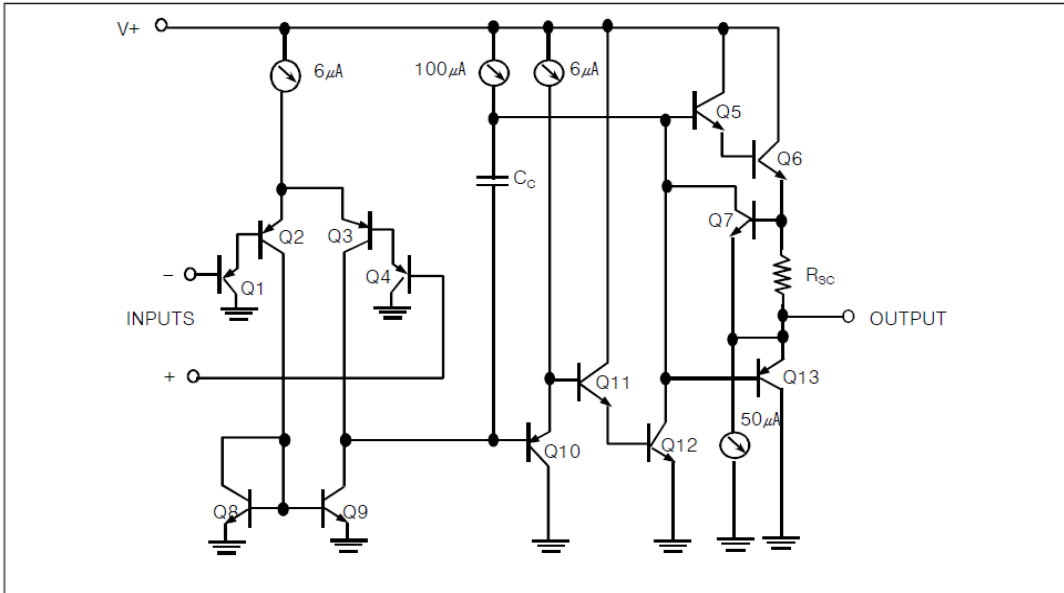 V+
6μA
100μA
6μA
Q5
Q6
Cc
Q7
Q2
Q3
Q4
Rsc
−
Q1
INPUTS
OUTPUT
+
Q11
Q13
50μA
Q10
Q12
Q8
Q9